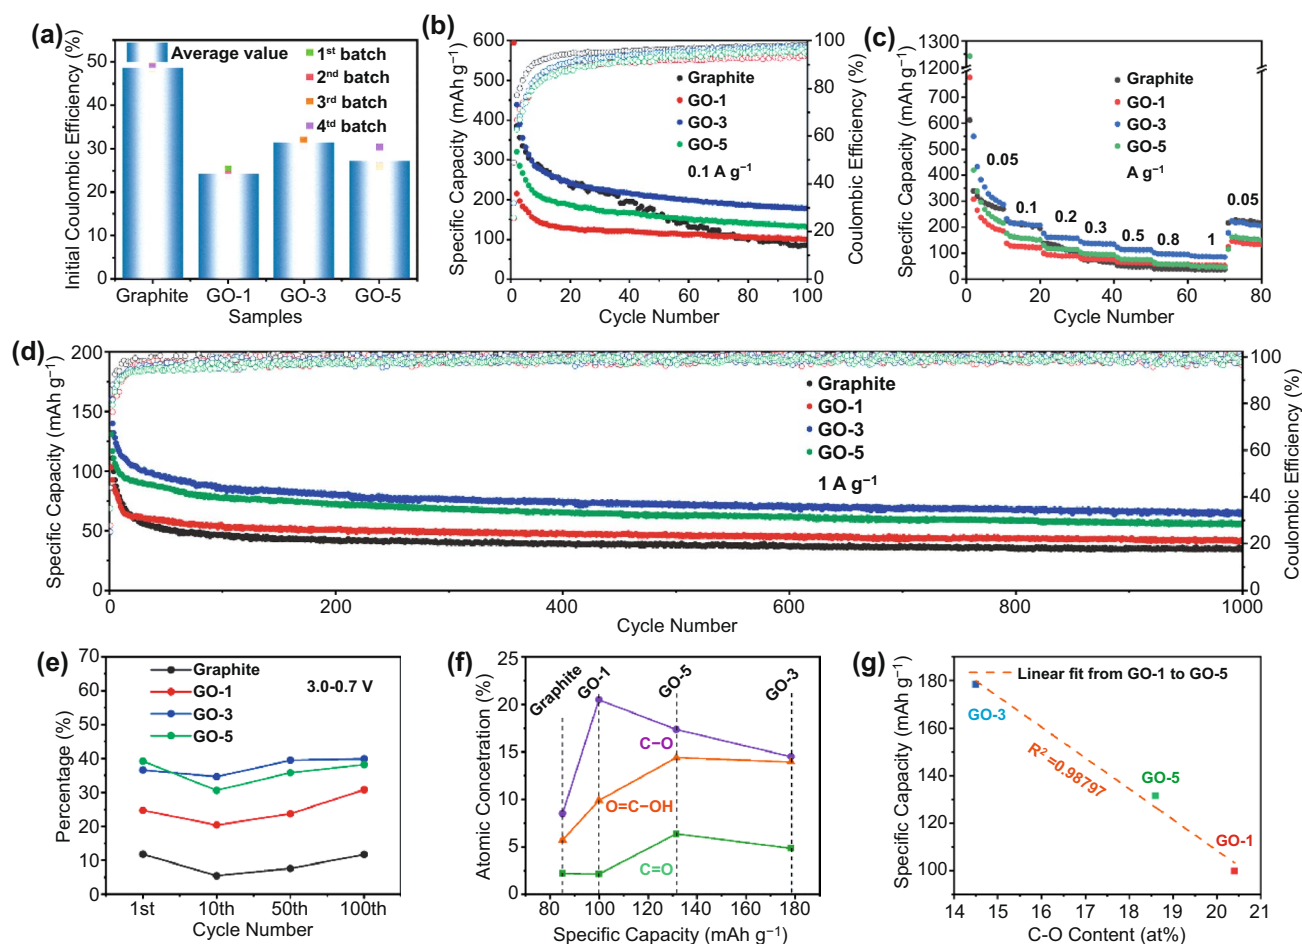 (a)
Initial Coulombic Efficiency (%)
50
40
30
20
10
0
Average value
1st batch
2nd batch
3rd batch
4td batch
Graphite GO-1 GO-3 GO-5
Samples
(b)
Specific Capacity (mAh g−1)
600
500
400
300
200
100
0
Graphite
GO-1
GO-3
GO-5
0.1 A g−1
100
80
60
40
20
0
Coulombic Efficiency (%)
0 20 40 60 80 100
Cycle Number
(c)
Specific Capacity (mAh g−1)
1300
1200
700
600
500
400
300
200
100
0
Graphite
GO-1
GO-3
GO-5
A g−1
0.05
0.1
0.2
0.3
0.5
0.8
1
0.05
0 20 40 60 80
Cycle Number
(d)
Specific Capacity (mAh g−1)
200
150
100
50
0
Graphite
GO-1
GO-3
GO-5
1 A g−1
100
80
60
40
20
0
Coulombic Efficiency (%)
0 200 400 600 800 1000
Cycle Number
(e)
Percentage (%)
70
60
50
40
30
20
10
0
Graphite
GO-1
GO-3
GO-5
3.0-0.7 V
1st 10th 50th 100th
Cycle Number
(f)
Atomic Concetration (%)
25
20
15
10
5
0
Graphite
GO-1
GO-5
GO-3
C−O
O=C−OH
C=O
80 100 120 140 160 180
Specific Capacity (mAh g−1)
(g)
Specific Capacity (mAh g−1)
180
160
140
120
100
Linear fit from GO-1 to GO-5
GO-3
R2 =0.98797
GO-5
GO-1
14 15 16 17 18 19 20 21
C-O Content (at%)